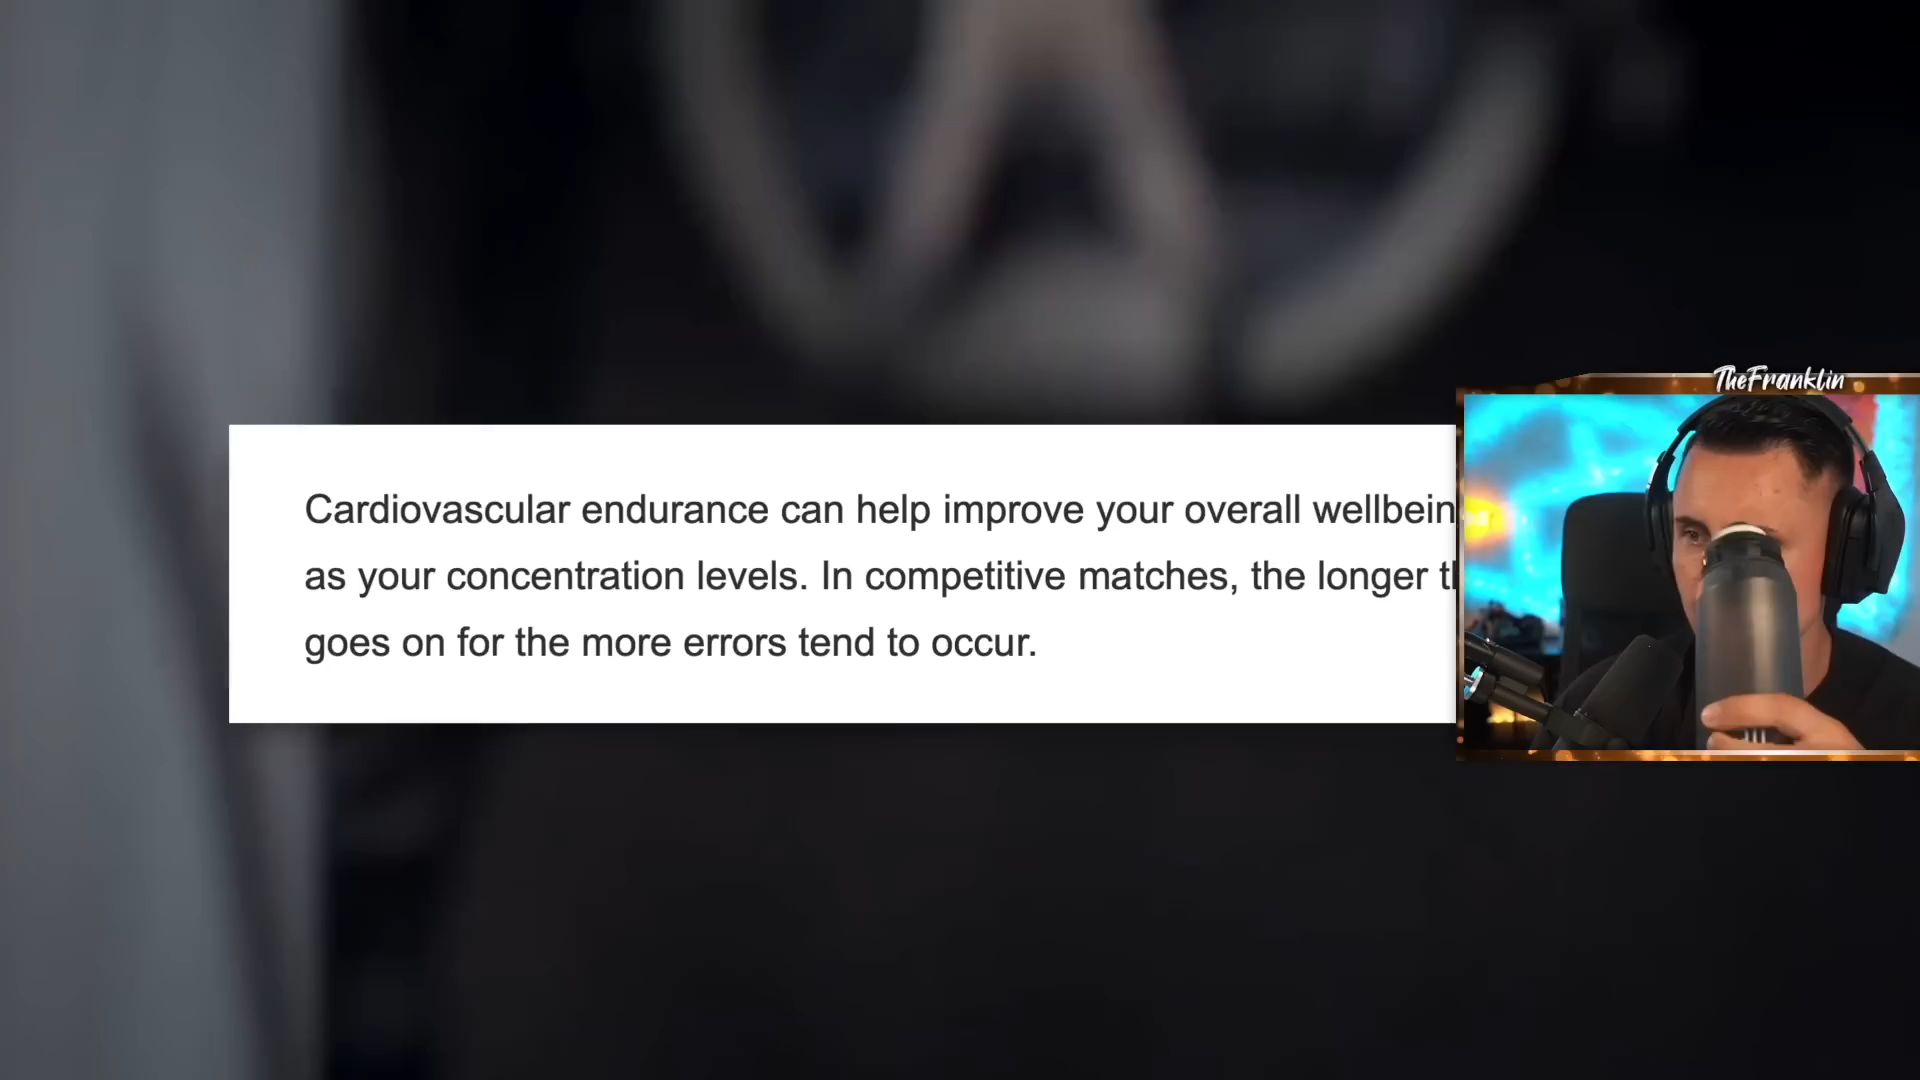 TheFranklin
Cardiovascular endurance can help improve your overall
as your concentration levels. In competitive matches, the longer
goes on for the more errors tend to occur.